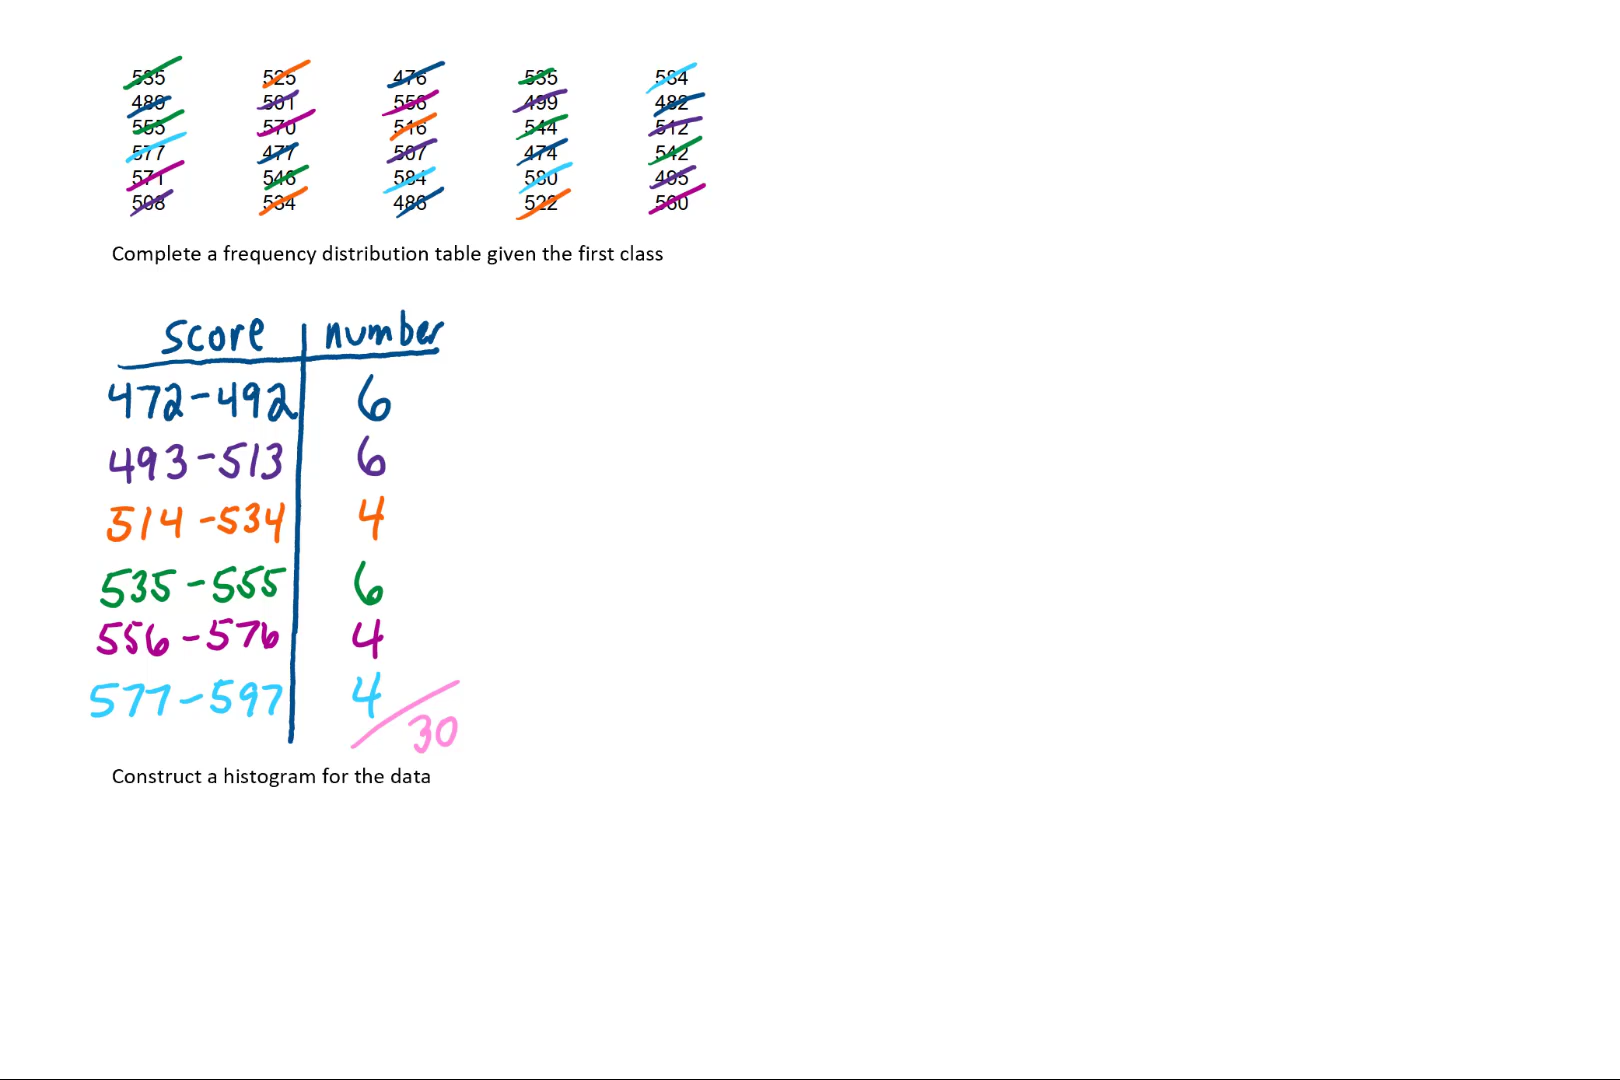 535 525 476 535 584
501 556 499 482
555 570 516 544 512
577 477 507 474 542
571 546 584 580 495
508 534 486 522 560
Complete a frequency distribution table given the first class
score number
472-492 6
493-513 6
514-534 4
535-555 6
556-576 4
577-597 4
30
Construct a histogram for the data